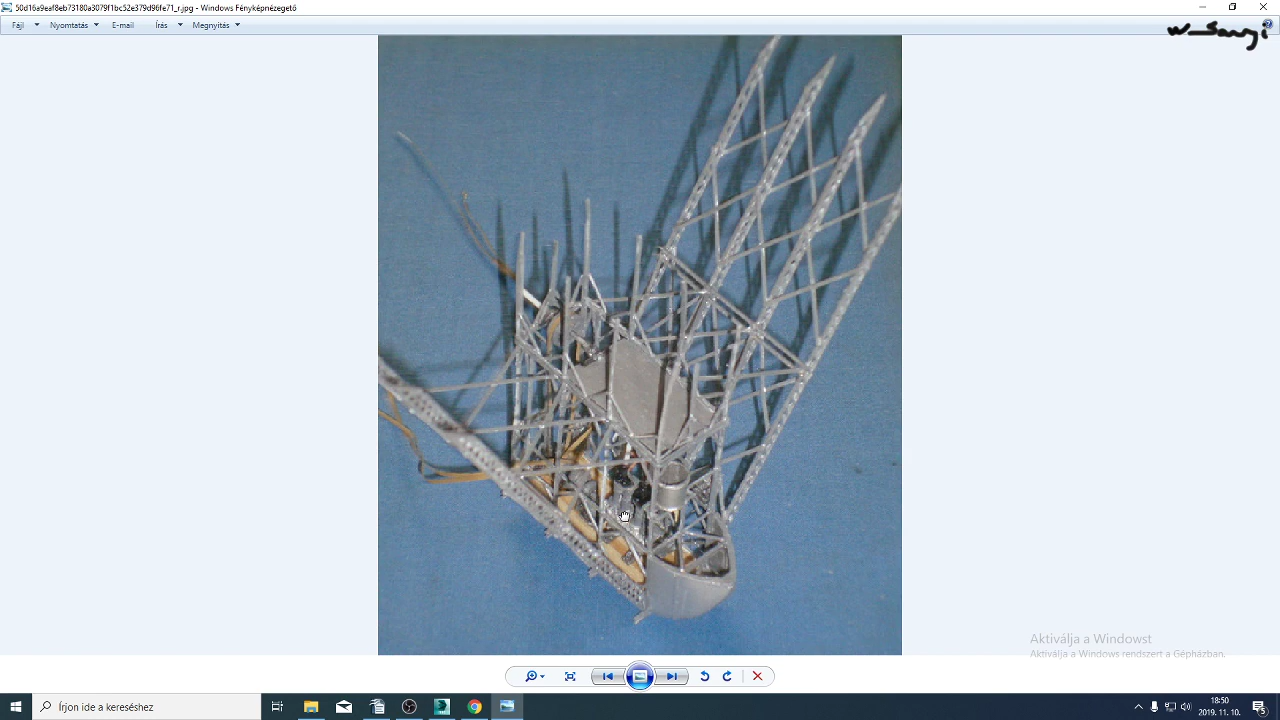 50d16a9eaf8eb73180a3079f1bc52e379d96fe71_r.jpg - Windows Fényképnézegető
Fájl Nyomtatás E-mail Írás Megnyitás
Aktiválja a Windowst
Aktiválja a Windows rendszert a Gépházban.
Írjon ide a kereséshez
18:50
2019. 11. 10.